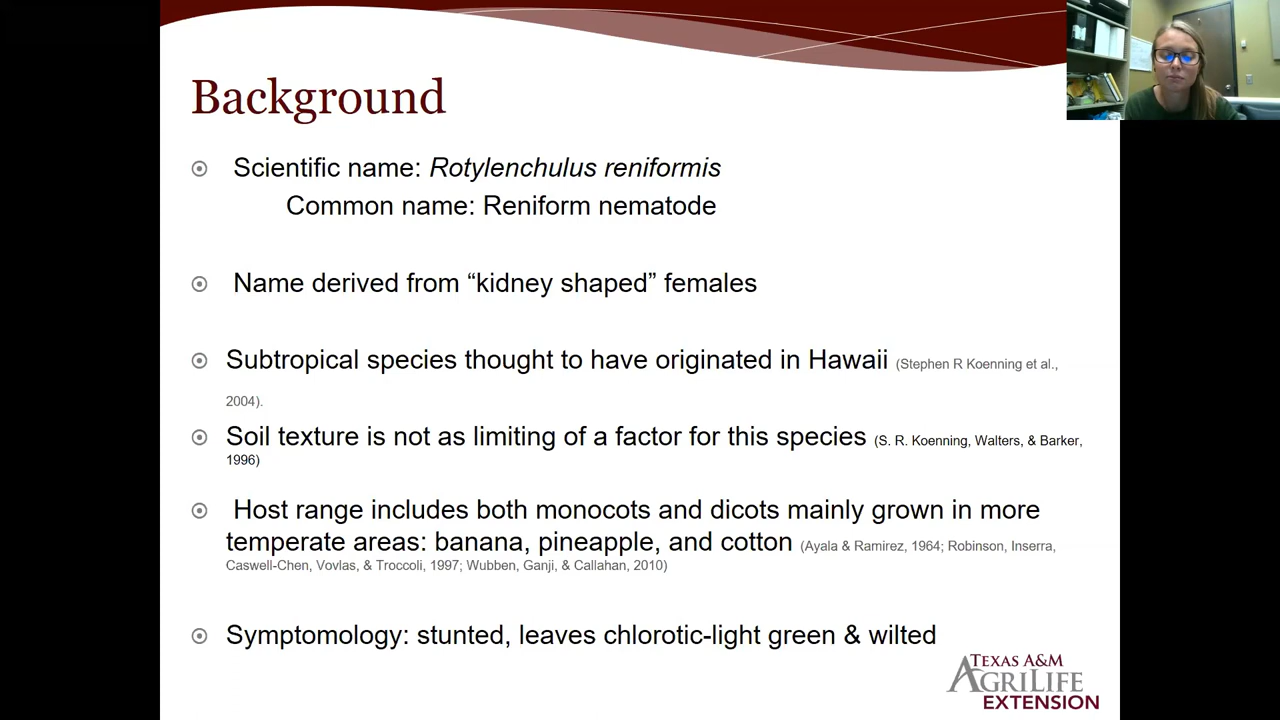 Background
Scientific name: Rotylenchulus reniformis
Common name: Reniform nematode
Name derived from “kidney shaped” females
Subtropical species thought to have originated in Hawaii (Stephen R Koenning et al.,
2004).
Soil texture is not as limiting of a factor for this species (S. R. Koenning, Walters, & Barker,
1996)
Host range includes both monocots and dicots mainly grown in more
temperate areas: banana, pineapple, and cotton (Ayala & Ramirez, 1964; Robinson, Inserra,
Caswell-Chen, Vovlas, & Troccoli, 1997; Wubben, Ganji, & Callahan, 2010)
Symptomology: stunted, leaves chlorotic-light green & wilted
TEXAS A&M
AGRILIFE
EXTENSION